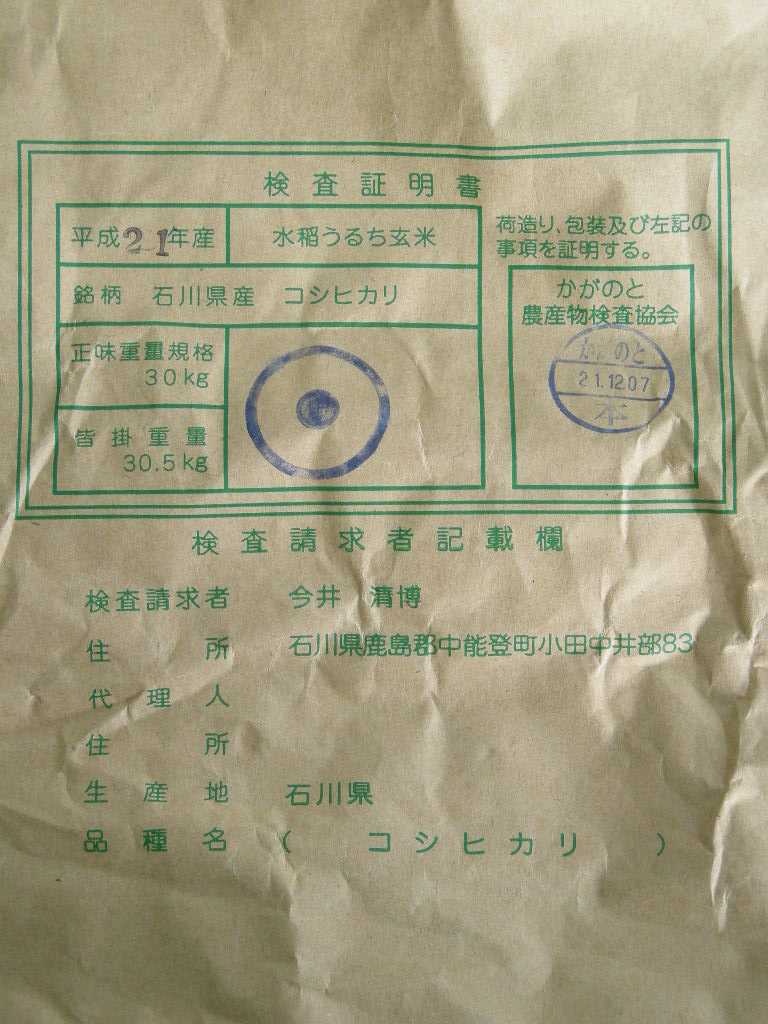 検査証明書
平成21年産 水稲うるち玄米
銘柄 石川県産 コシヒカリ
正味重量規格
30kg
皆掛重量
30.5kg
荷造り、包装及び左記の
事項を証明する。
かがのと
農産物検査協会
かがのと
21.12.07
本
検査請求者記載欄
検査請求者 今井 清博
住所 石川県鹿島郡中能登町小田中井部83
代理人
住所
生産地 石川県
品種名 ( コシヒカリ )